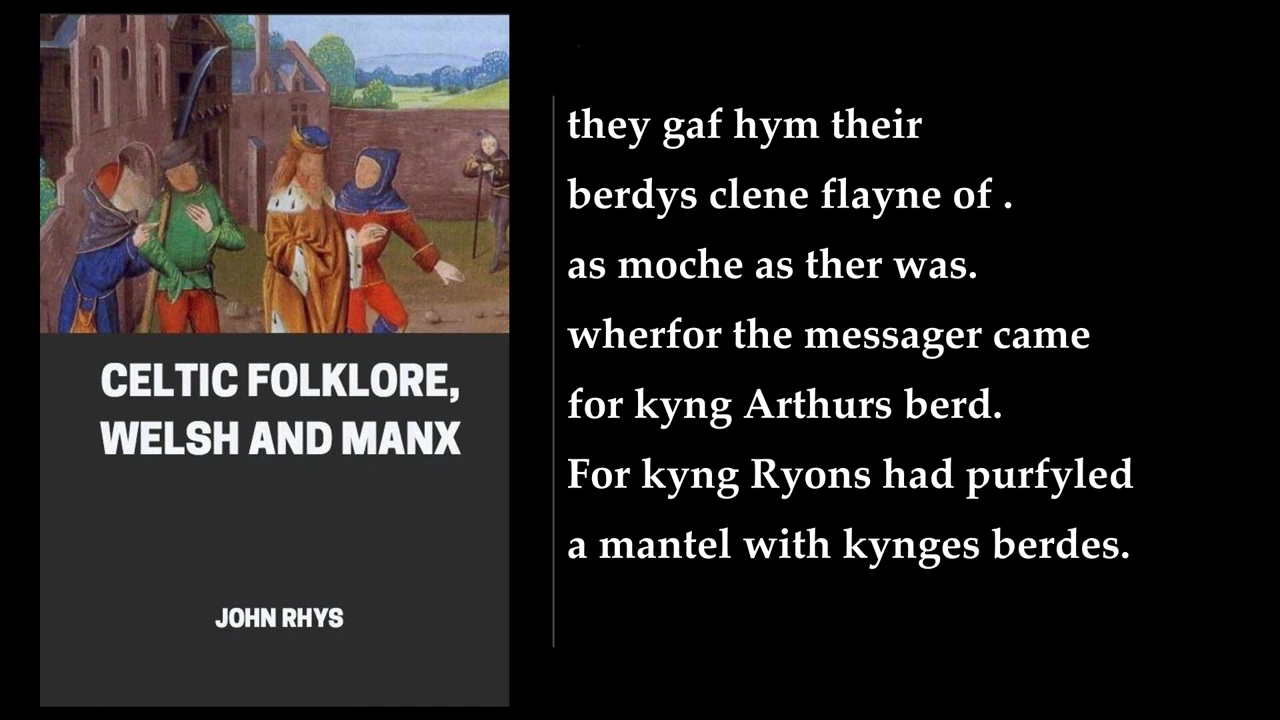 CELTIC FOLKLORE,
WELSH AND MANX
JOHN RHYS
they gaf hym their
berdys clene flayne of .
as moche as ther was.
wherfor the messager came
for kyng Arthurs berd.
For kyng Ryons had purfyled
a mantel with kynges berdes.